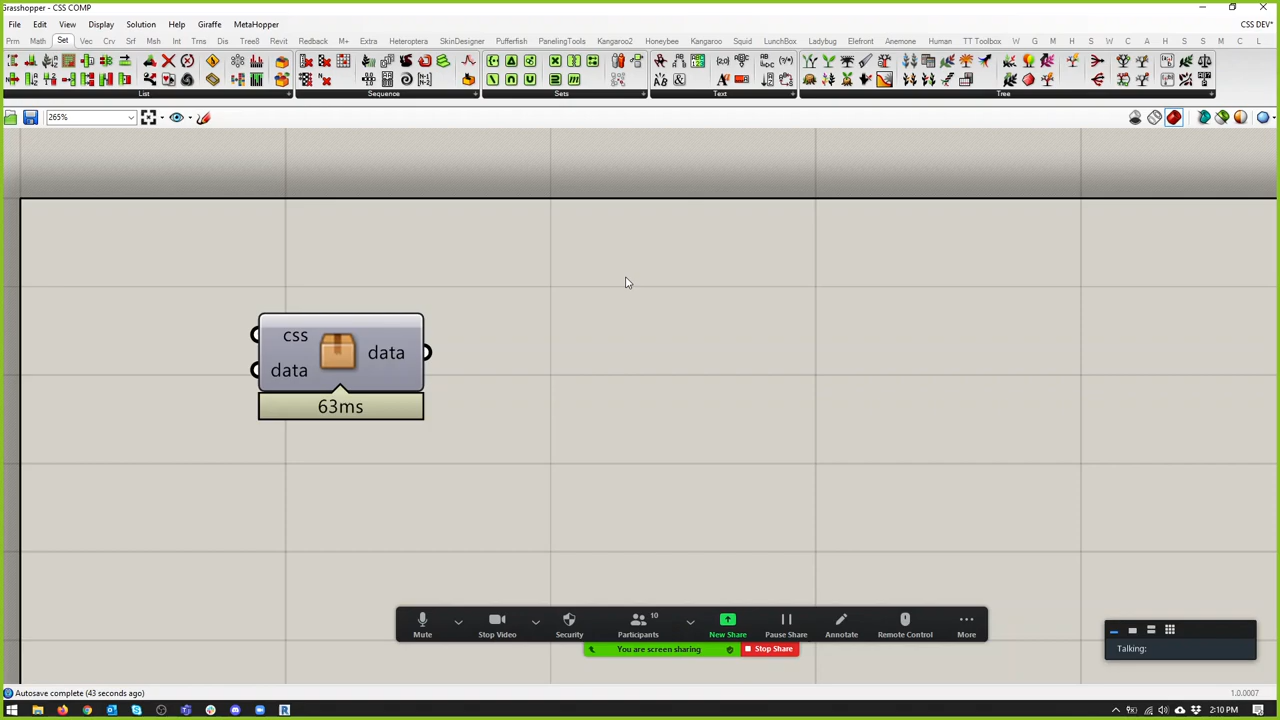 Grasshopper - CSS COMP
File Edit View Display Solution Help Giraffe MetaHopper CSS DEV*
Prm Math Set Vec Crv Srf Msh Int Trns Dis Tree8 Revit Redback M+ Extra Heteroptera SkinDesigner Pufferfish PanelingTools Kangaroo2 Honeybee Kangaroo Squid LunchBox Ladybug Elefront Anemone Human TT Toolbox W G M H S W C A H S S C L
List Sequence Sets Text Tree
265%
css
data
data
63ms
Mute Stop Video Security Participants 10 New Share Pause Share Annotate Remote Control More
You are screen sharing Stop Share
Talking:
Autosave complete (43 seconds ago) 1.0.0007
2:10 PM